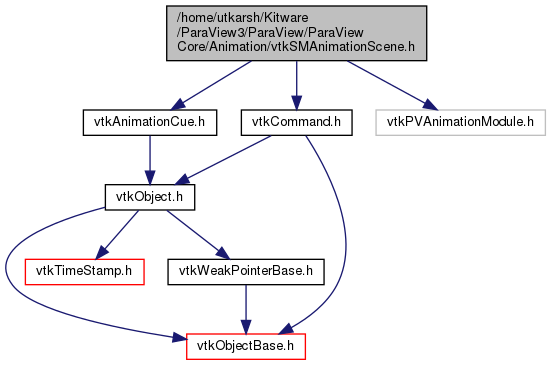 /home/utkarsh/Kitware
/ParaView3/ParaView/ParaView
Core/Animation/vtkSMAnimationScene.h
vtkAnimationCue.h
vtkCommand.h
vtkPVAnimationModule.h
vtkObject.h
vtkTimeStamp.h
vtkWeakPointerBase.h
vtkObjectBase.h